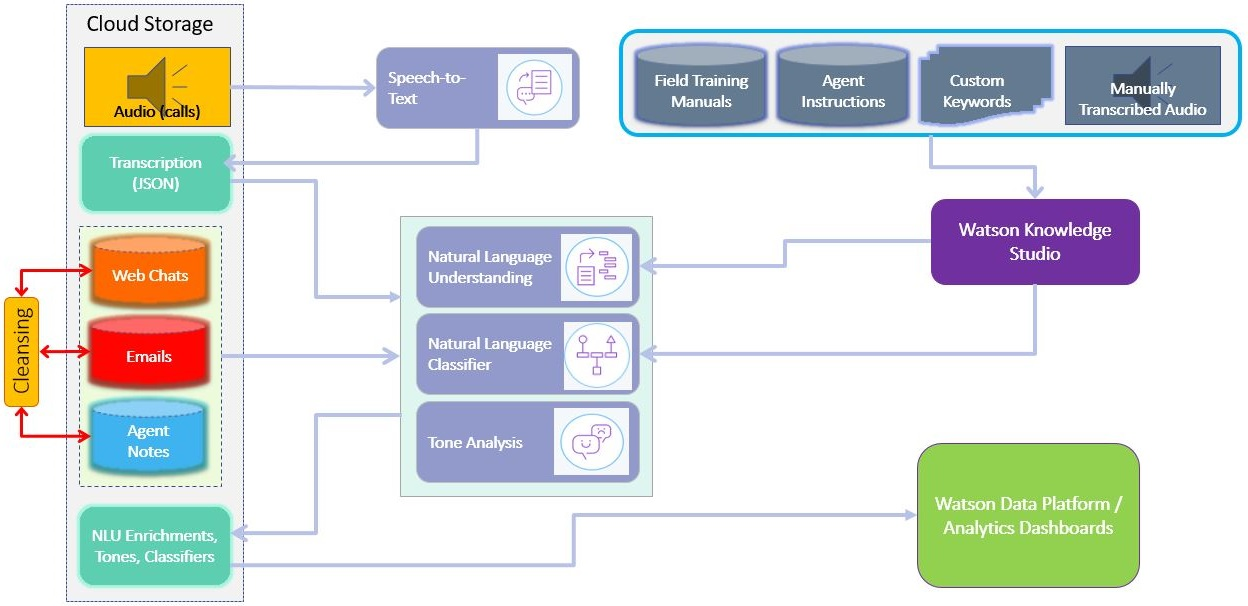 Cloud Storage
Audio (calls)
Speech-to-
Text
Field Training
Manuals
Agent
Instructions
Custom
Keywords
Manually
Transcribed Audio
Transcription
(JSON)
Natural Language
Understanding
Watson Knowledge
Studio
Web Chats
Cleansing
Emails
Natural Language
Classifier
Agent
Notes
Tone Analysis
NLU Enrichments,
Tones, Classifiers
Watson Data Platform /
Analytics Dashboards